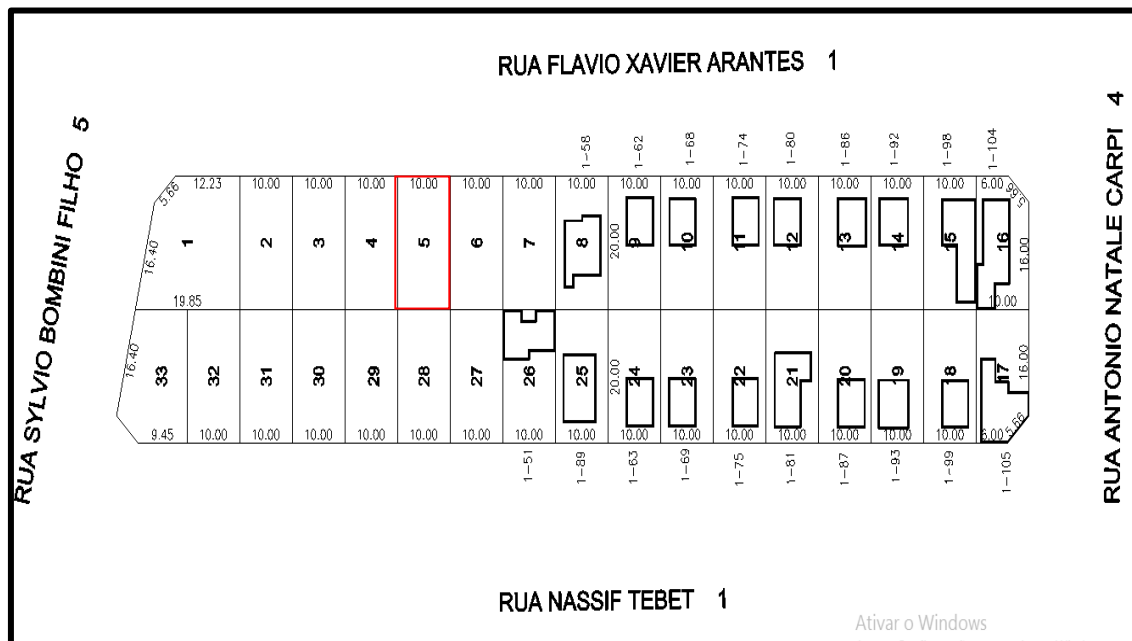 RUA FLAVIO XAVIER ARANTES 1
RUA SYLVIO BOMBINI FILHO 5
RUA ANTONIO NATALE CARPI 4
1-58 1-62 1-68 1-74 1-80 1-86 1-92 1-98 1-104
5.66 12.23 10.00 10.00 10.00 10.00 10.00 10.00 10.00 10.00 10.00 10.00 10.00 10.00 10.00 10.00 6.00 5.66
16.40 1 2 3 4 5 6 7 8 20.00 9 10 11 12 13 14 15 16 16.00
19.85 10.00
16.40 33 32 31 30 29 28 27 26 25 20.00 24 23 22 21 20 19 18 17 16.00
9.45 10.00 10.00 10.00 10.00 10.00 10.00 10.00 10.00 10.00 10.00 10.00 10.00 10.00 10.00 10.00 6.00 5.66
1-51 1-89 1-63 1-69 1-75 1-81 1-87 1-93 1-99 1-105
RUA NASSIF TEBET 1
Ativar o Windows